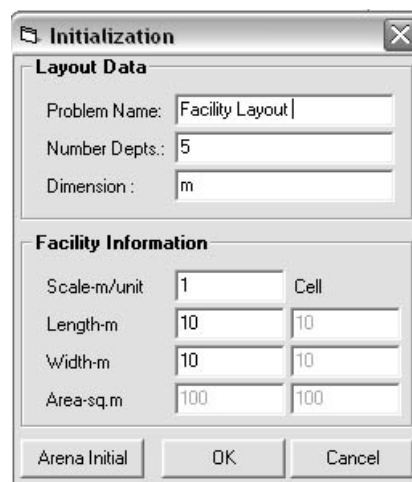 Initialization
Layout Data
Problem Name: Facility Layout
Number Depts.: 5
Dimension : m
Facility Information
Scale-m/unit 1 Cell
Length-m 10 10
Width-m 10 10
Area-sq.m 100 100
Arena Initial OK Cancel